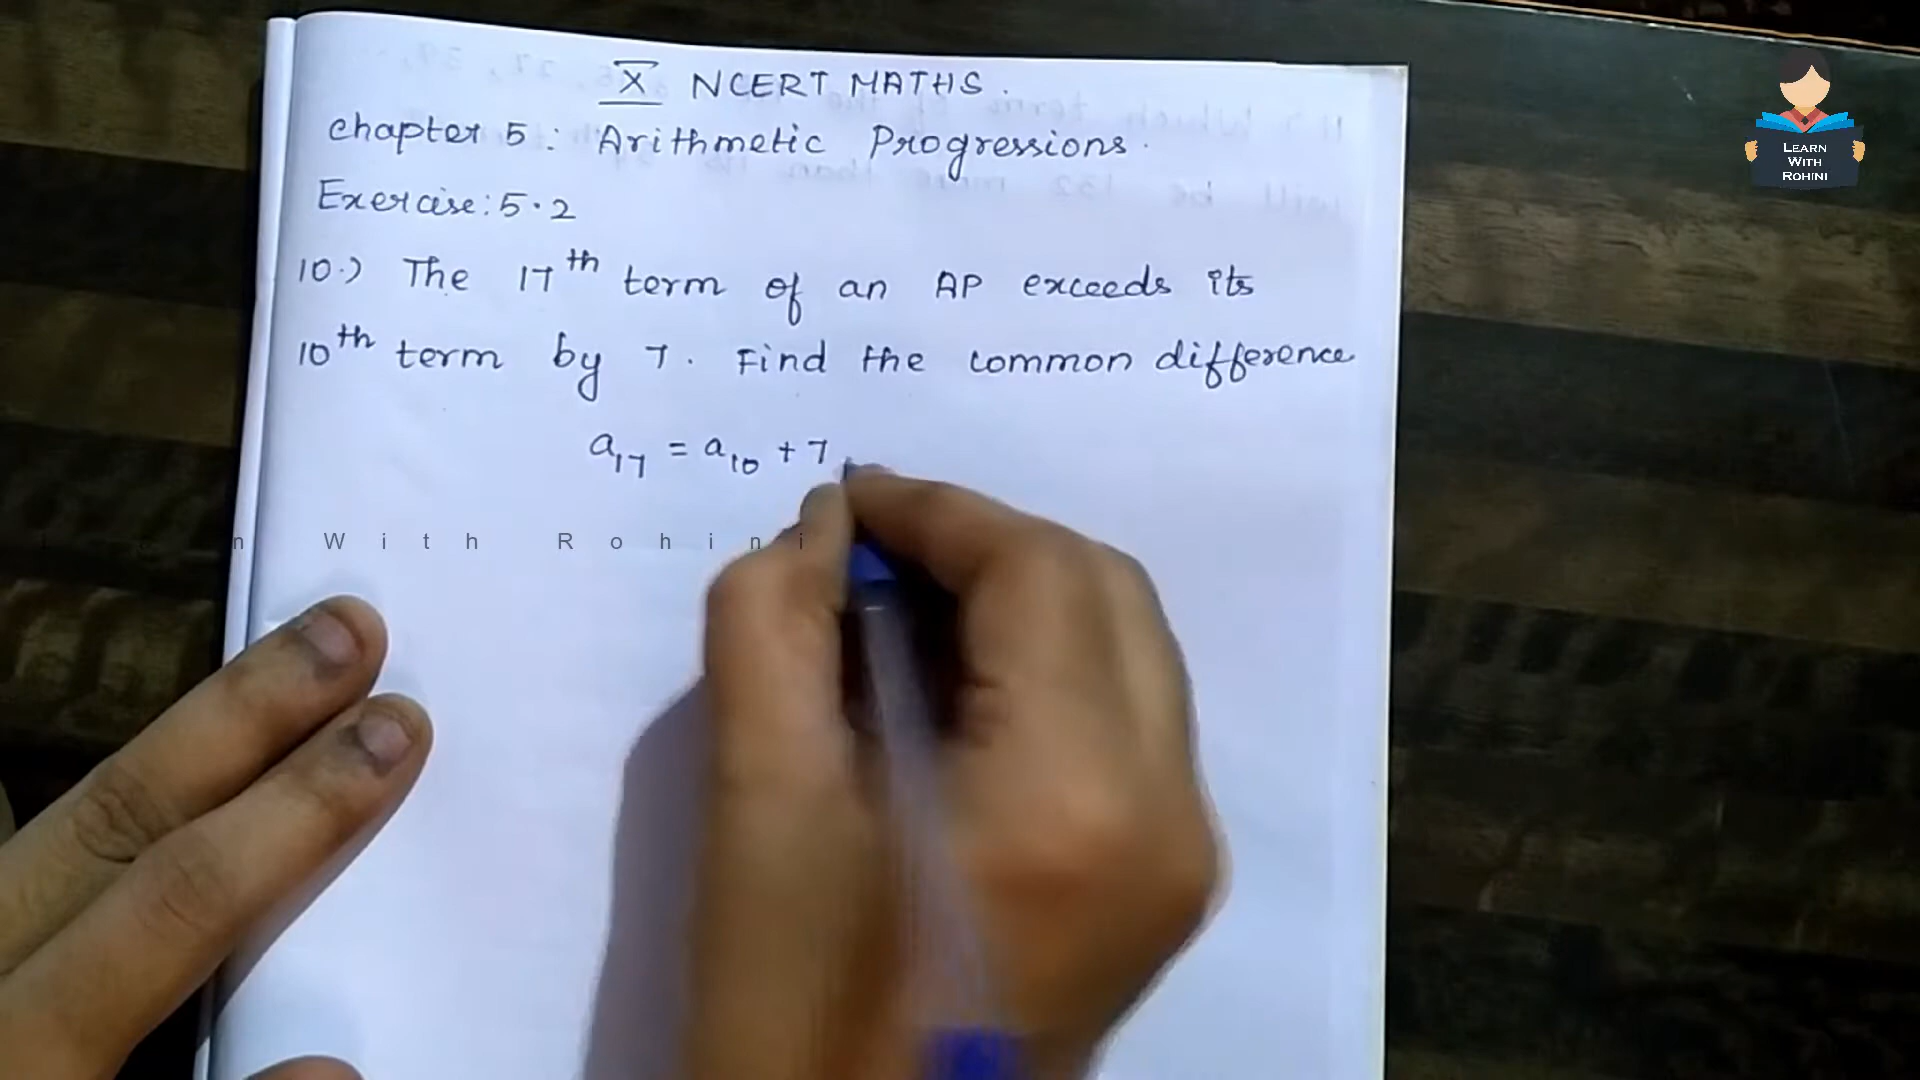 X NCERT MATHS.
Chapter 5: Arithmetic Progressions.
Exercise: 5.2
10.) The 17th term of an AP exceeds its
10th term by 7. Find the common difference
a17 = a10 + 7
n With Rohini
LEARN
WITH
ROHINI